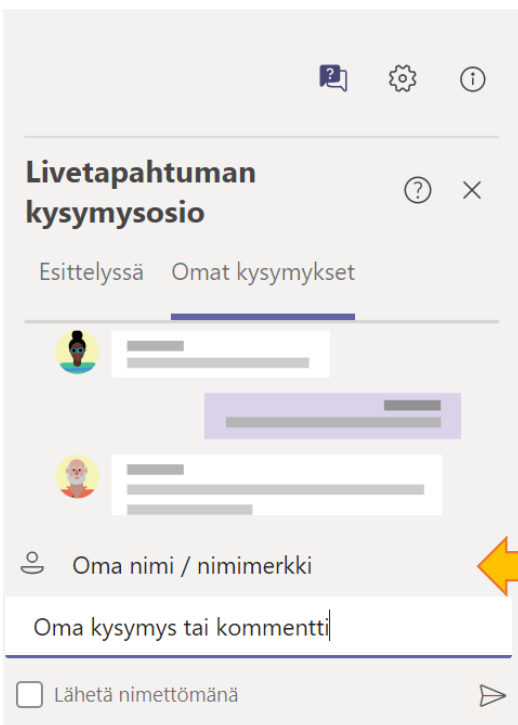 Livetapahtuman
kysymysosio
Esittelyssä Omat kysymykset
Oma nimi / nimimerkki
Oma kysymys tai kommentti
Lähetä nimettömänä